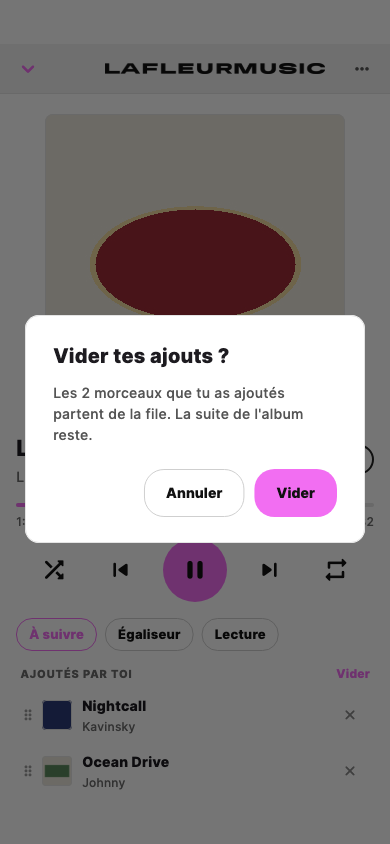 LAFLEURMUSIC
Vider tes ajouts ?
Les 2 morceaux que tu as ajoutés
partent de la file. La suite de l'album
reste.
Annuler
Vider
À suivre
Égaliseur
Lecture
AJOUTÉS PAR TOI
Vider
Nightcall
Kavinsky
Ocean Drive
Johnny